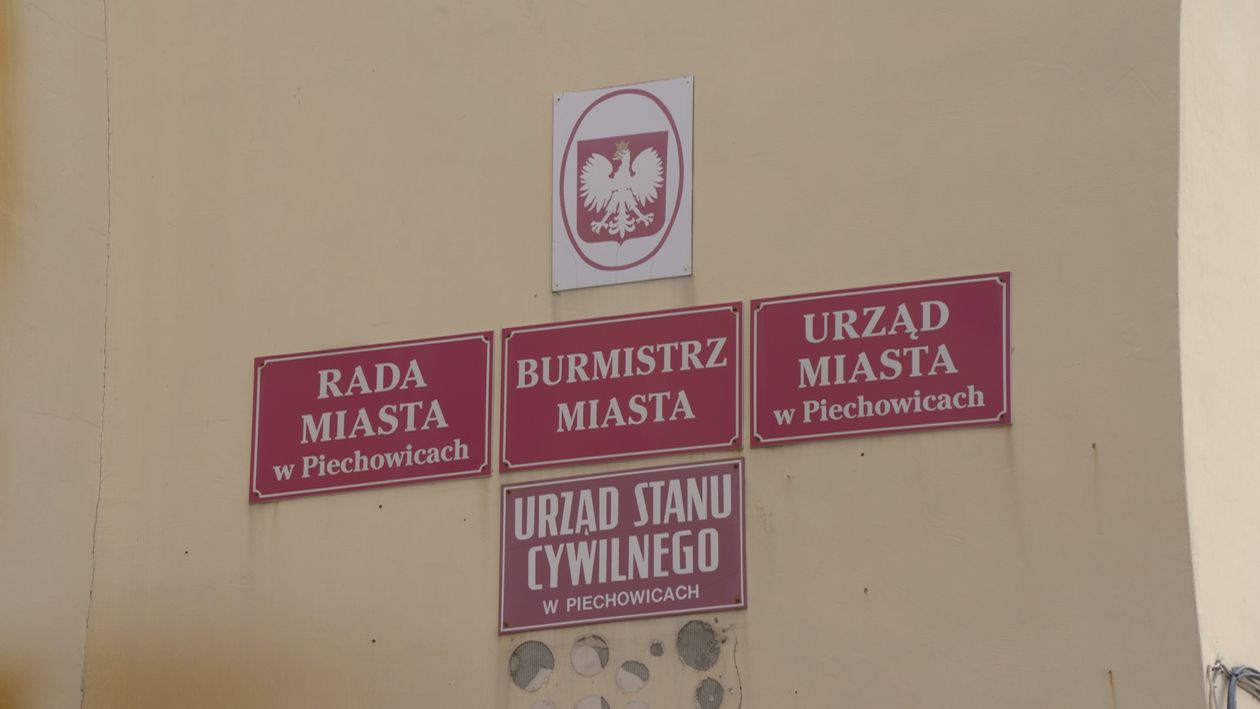 RADA
MIASTA
w Piechowicach
BURMISTRZ
MIASTA
URZĄD
MIASTA
w Piechowicach
URZĄD STANU
CYWILNEGO
W PIECHOWICACH